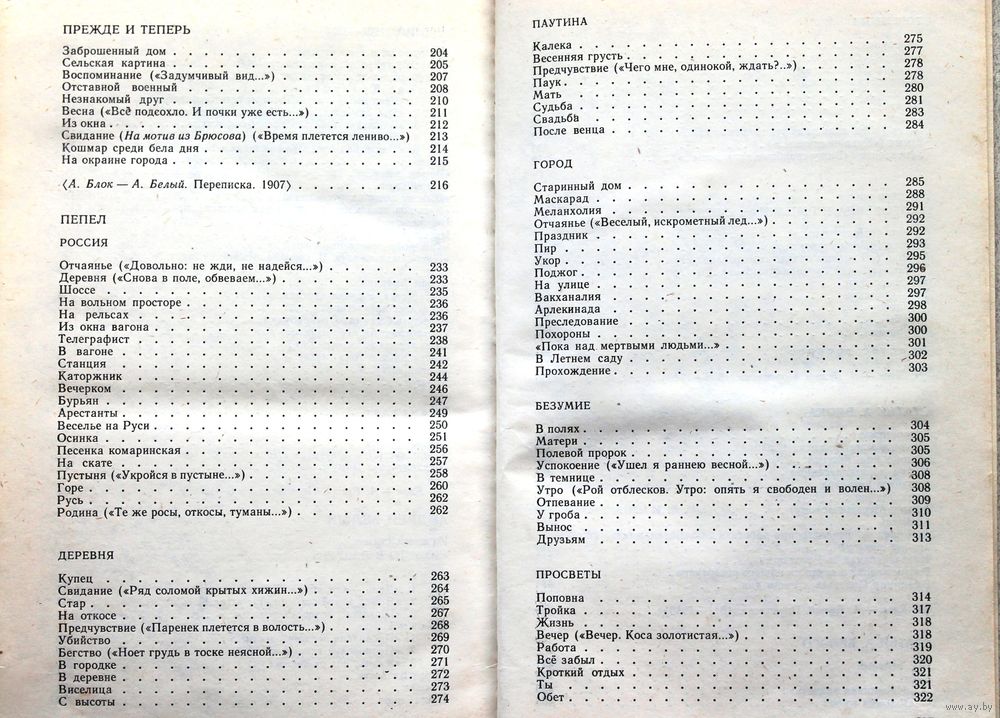 ПРЕЖДЕ И ТЕПЕРЬ
Заброшенный дом . . . 204
Сельская картина . . . 205
Воспоминание («Задумчивый вид...») . . . 207
Отставной военный . . . 208
Незнакомый друг . . . 210
Весна («Всё подсохло. И почки уже есть...») . . . 211
Из окна . . . 212
Свидание (На мотив из Брюсова) («Время плетется лениво...») 213
Кошмар среди бела дня . . . 214
На окраине города . . . 215
⟨А. Блок — А. Белый. Переписка. 1907⟩ . . . 216
ПЕПЕЛ
РОССИЯ
Отчаянье («Довольно: не жди, не надейся...») . . . 233
Деревня («Снова в поле, обвеваем...») . . . 233
Шоссе . . . 235
На вольном просторе . . . 236
На рельсах . . . 236
Из окна вагона . . . 237
Телеграфист . . . 238
В вагоне . . . 241
Станция . . . 242
Каторжник . . . 244
Вечерком . . . 246
Бурьян . . . 247
Арестанты . . . 249
Веселье на Руси . . . 250
Осинка . . . 251
Песенка комаринская . . . 256
На скате . . . 257
Пустыня («Укройся в пустыне...») . . . 258
Горе . . . 260
Русь . . . 262
Родина («Те же росы, откосы, туманы...») . . . 262
ДЕРЕВНЯ
Купец . . . 263
Свидание («Ряд соломой крытых хижин...») . . . 264
Стар . . . 265
На откосе . . . 267
Предчувствие («Паренек плетется в волость...») . . . 268
Убийство . . . 269
Бегство («Ноет грудь в тоске неясной...») . . . 270
В городке . . . 271
В деревне . . . 272
Виселица . . . 273
С высоты . . . 274
ПАУТИНА
Калека . . . 275
Весенняя грусть . . . 277
Предчувствие («Чего мне, одинокой, ждать?..») . . . 278
Паук . . . 278
Мать . . . 280
Судьба . . . 281
Свадьба . . . 283
После венца . . . 284
ГОРОД
Старинный дом . . . 285
Маскарад . . . 288
Меланхолия . . . 291
Отчаянье («Веселый, искрометный лед...») . . . 292
Праздник . . . 292
Пир . . . 293
Укор . . . 295
Поджог . . . 296
На улице . . . 297
Вакханалия . . . 297
Арлекинада . . . 298
Преследование . . . 300
Похороны . . . 300
«Пока над мертвыми людьми...» . . . 301
В Летнем саду . . . 302
Прохождение . . . 303
БЕЗУМИЕ
В полях . . . 304
Матери . . . 305
Полевой пророк . . . 305
Успокоение («Ушел я раннею весной...») . . . 306
В темнице . . . 308
Утро («Рой отблесков. Утро: опять я свободен и волен...») 308
Отпевание . . . 309
У гроба . . . 310
Вынос . . . 311
Друзьям . . . 313
ПРОСВЕТЫ
Поповна . . . 314
Тройка . . . 317
Жизнь . . . 318
Вечер («Вечер. Коса золотистая...») . . . 318
Работа . . . 319
Всё забыл . . . 320
Кроткий отдых . . . 321
Ты . . . 321
Обет . . . 322
www.ay.by